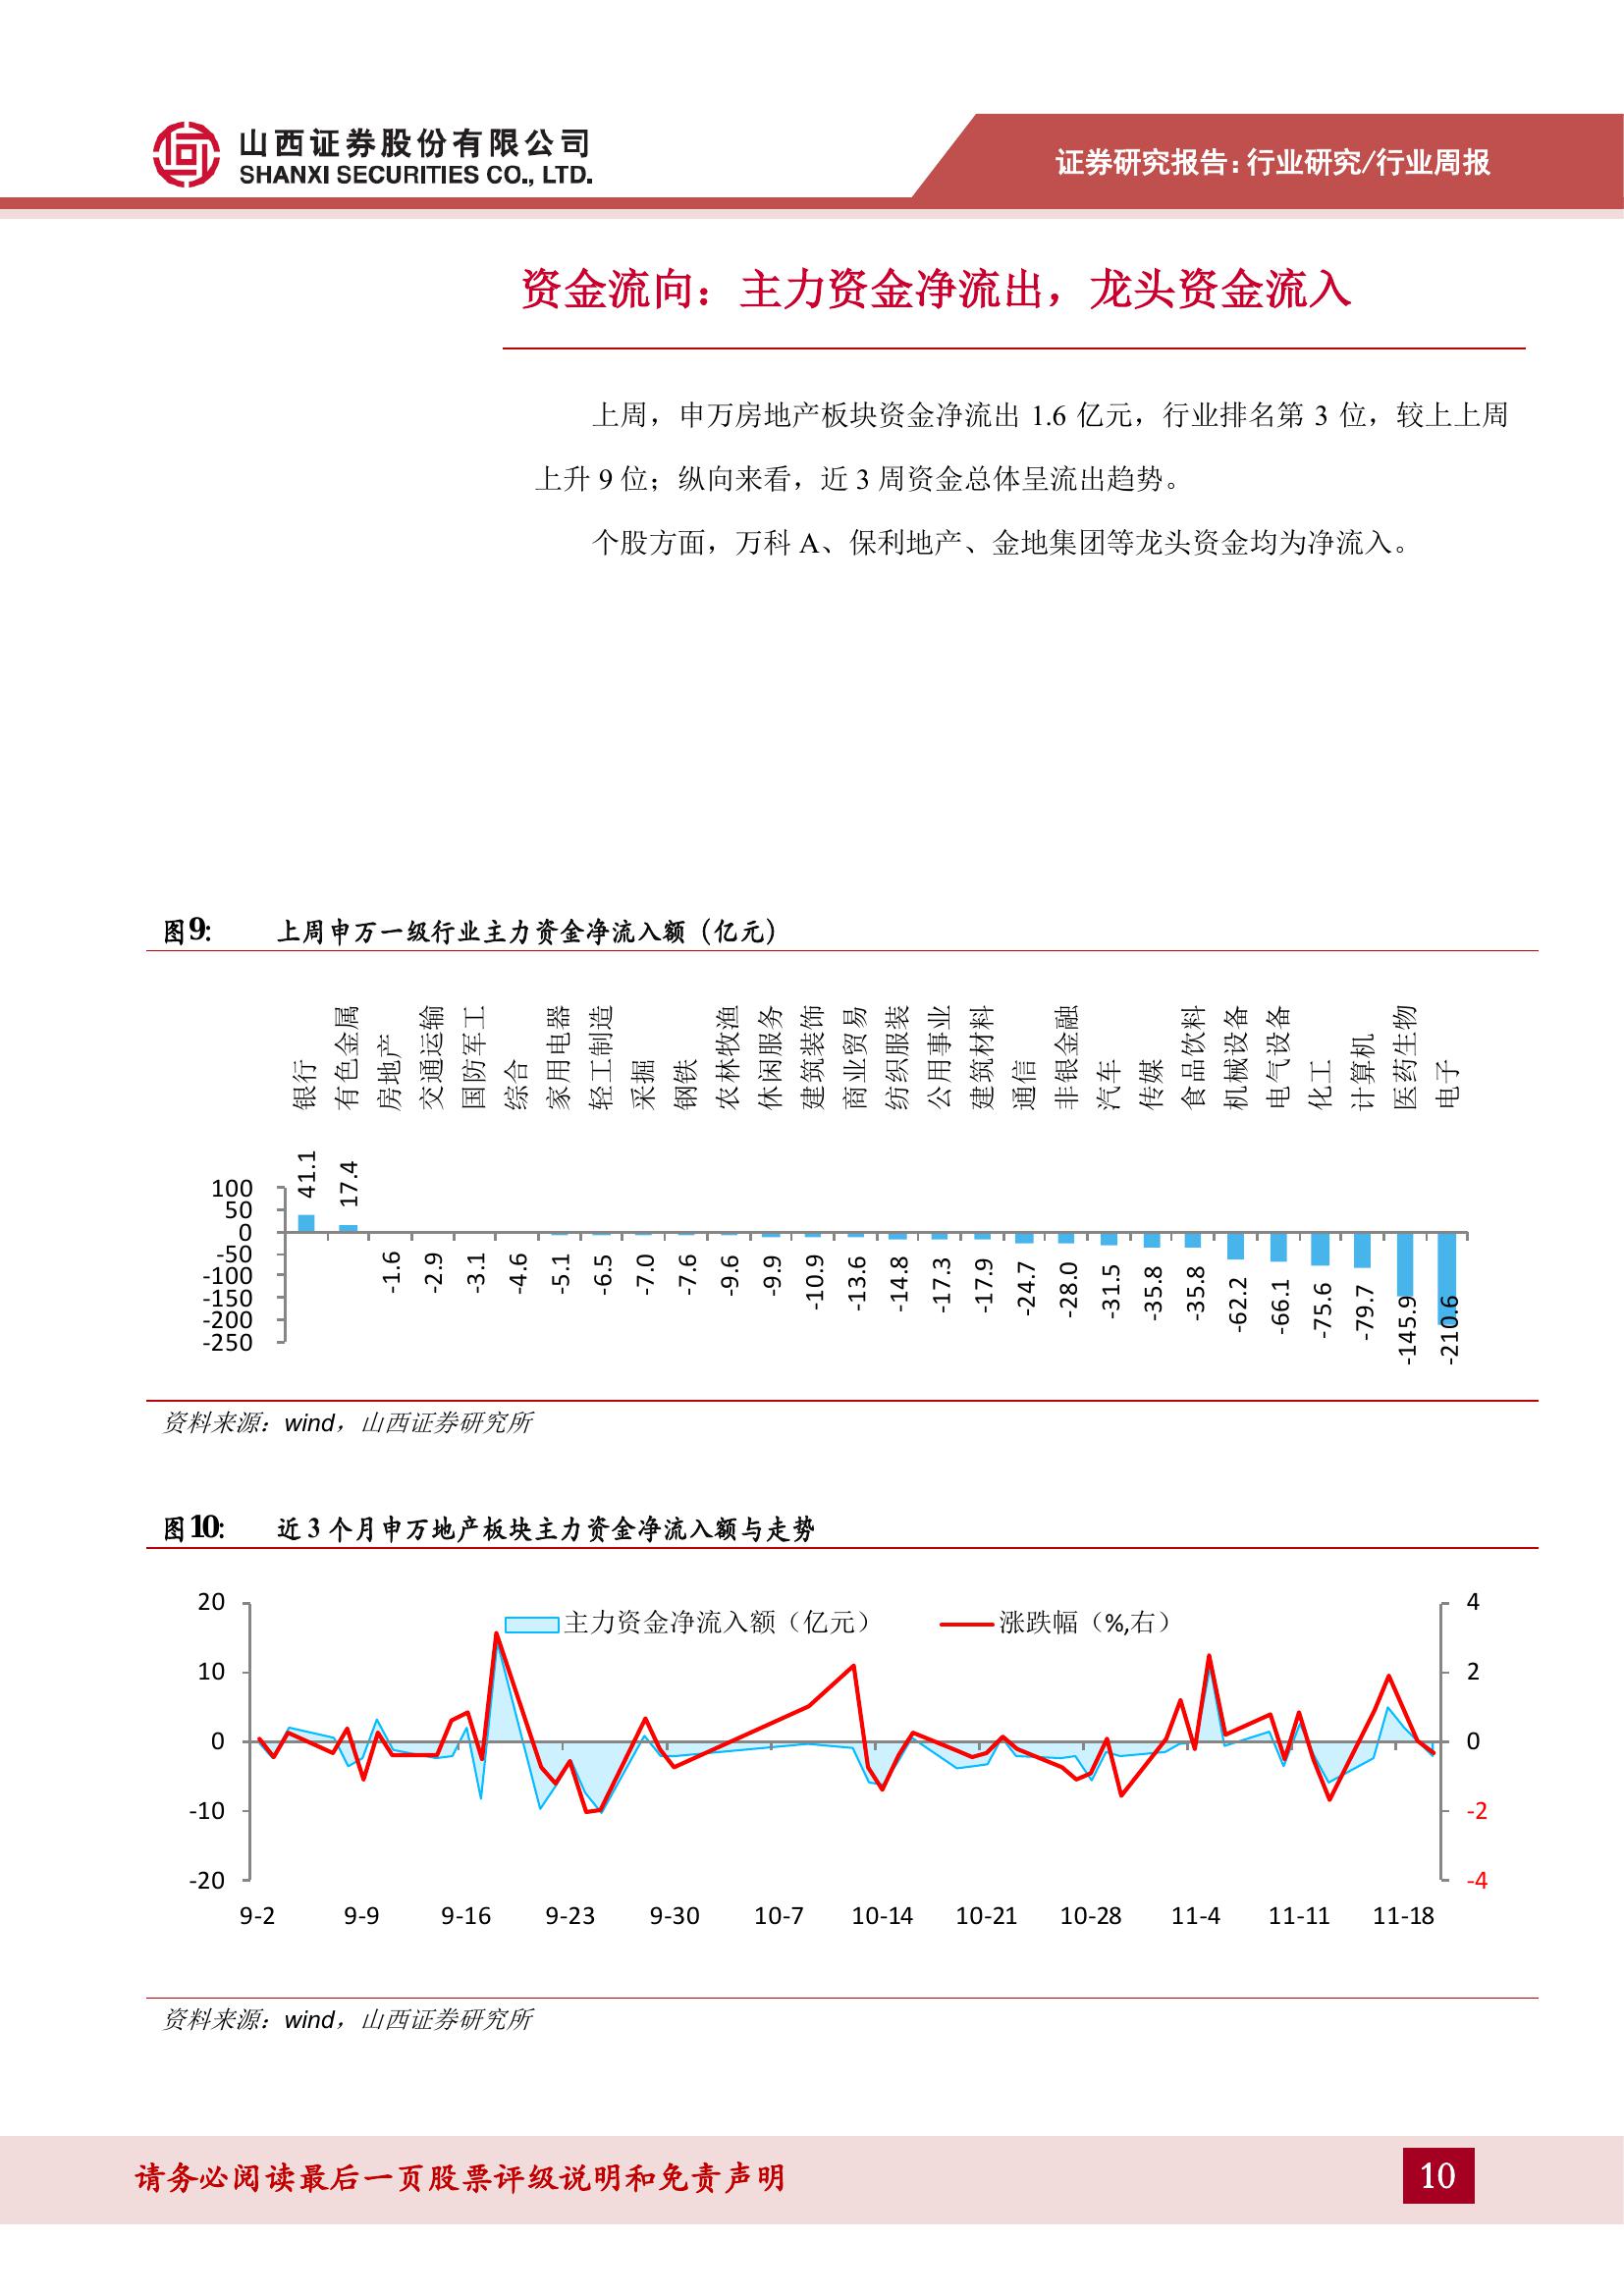 山西证券股份有限公司
SHANXI SECURITIES CO., LTD.
证券研究报告:行业研究/行业周报
资金流向：主力资金净流出，龙头资金流入
上周，申万房地产板块资金净流出 1.6 亿元，行业排名第 3 位，较上上周
上升 9 位；纵向来看，近 3 周资金总体呈流出趋势。
个股方面，万科 A、保利地产、金地集团等龙头资金均为净流入。
图9: 上周申万一级行业主力资金净流入额（亿元）
银行 有色金属 房地产 交通运输 国防军工 综合 家用电器 轻工制造 采掘 钢铁 农林牧渔 休闲服务 建筑装饰 商业贸易 纺织服装 公用事业 建筑材料 通信 非银金融 汽车 传媒 食品饮料 机械设备 电气设备 化工 计算机 医药生物 电子
41.1 17.4 -1.6 -2.9 -3.1 -4.6 -5.1 -6.5 -7.0 -7.6 -9.6 -9.9 -10.9 -13.6 -14.8 -17.3 -17.9 -24.7 -28.0 -31.5 -35.8 -35.8 -62.2 -66.1 -75.6 -79.7 -145.9 -210.6
100
50
0
-50
-100
-150
-200
-250
资料来源：wind，山西证券研究所
图10: 近 3 个月申万地产板块主力资金净流入额与走势
主力资金净流入额（亿元） 涨跌幅（%,右）
20 4
10 2
0 0
-10 -2
-20 -4
9-2 9-9 9-16 9-23 9-30 10-7 10-14 10-21 10-28 11-4 11-11 11-18
资料来源：wind，山西证券研究所
请务必阅读最后一页股票评级说明和免责声明
10